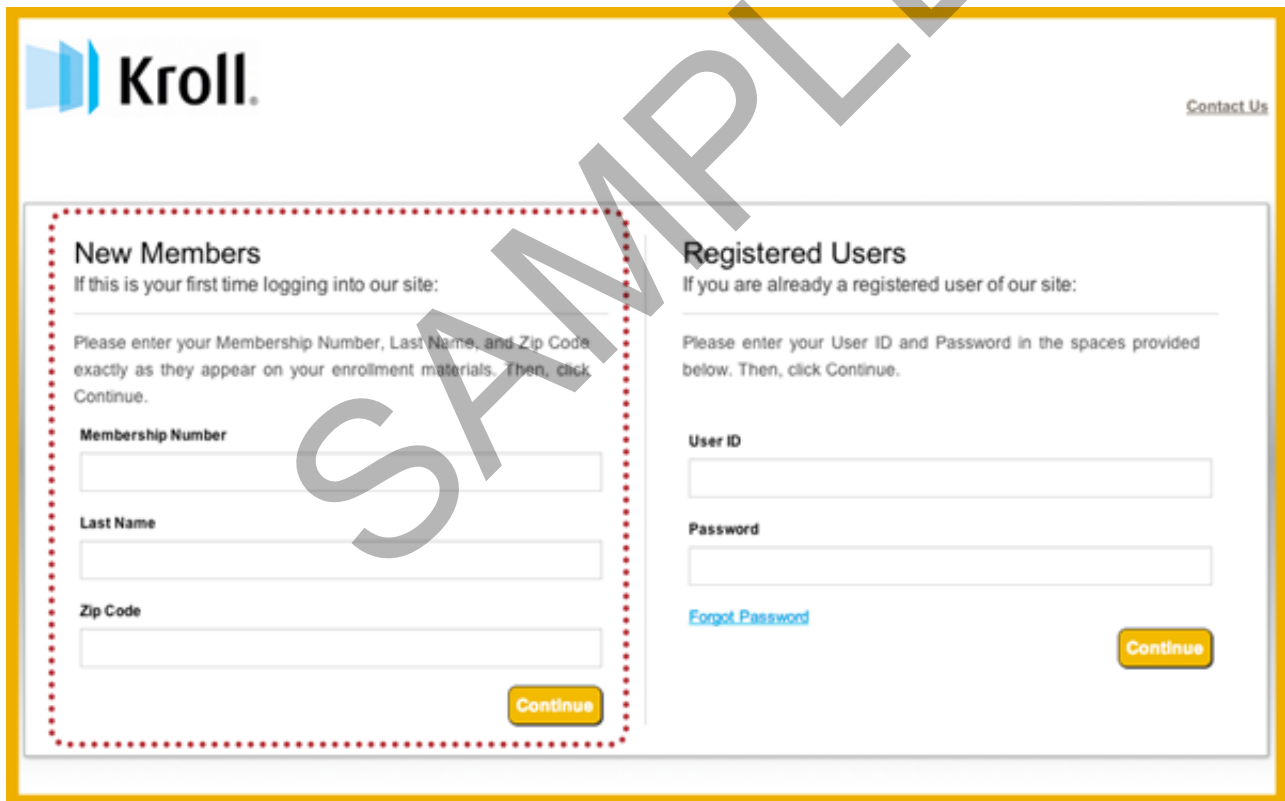 Kroll®
Contact Us
New Members
If this is your first time logging into our site:
Please enter your Membership Number, Last Name, and Zip Code
exactly as they appear on your enrollment materials. Then, click
Continue.
Membership Number
Last Name
Zip Code
Continue
Registered Users
If you are already a registered user of our site:
Please enter your User ID and Password in the spaces provided
below. Then, click Continue.
User ID
Password
Forgot Password
Continue
SAMPLE